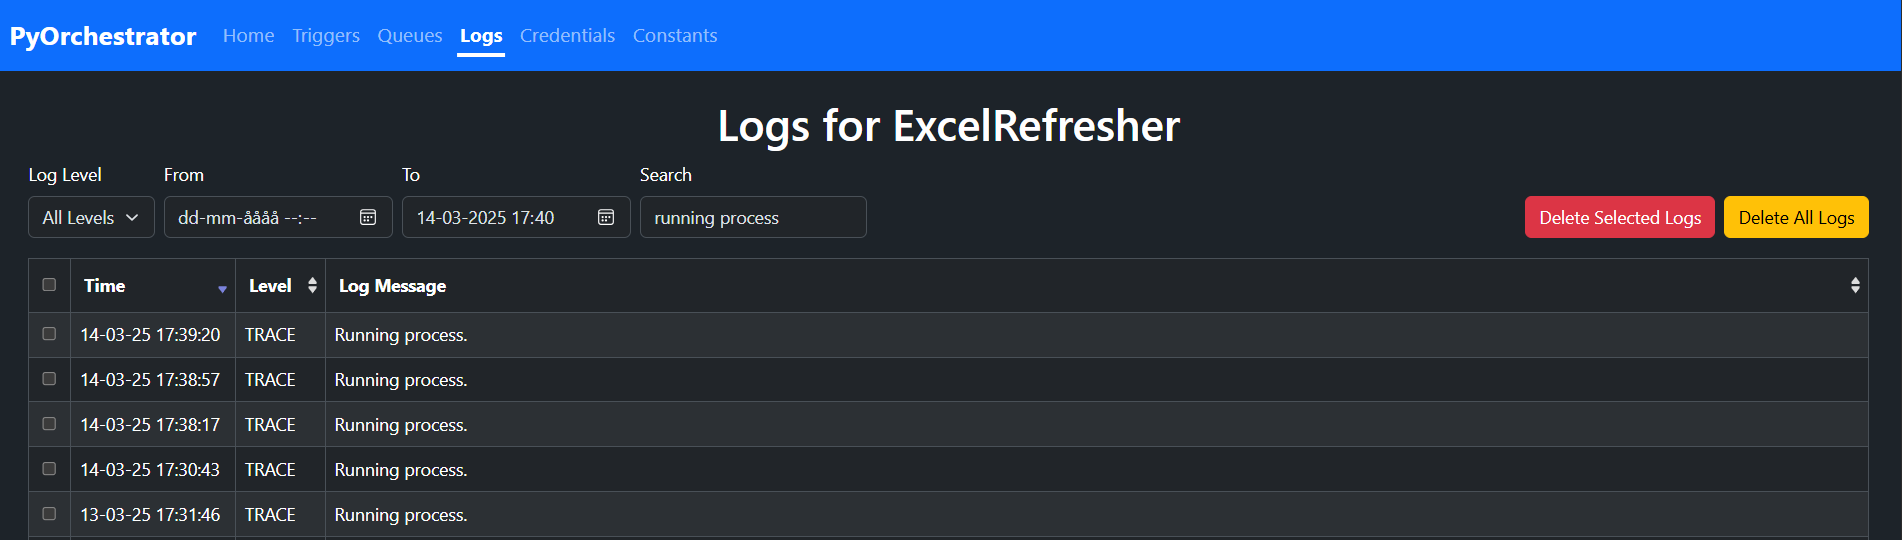 PyOrchestrator Home Triggers Queues Logs Credentials Constants
Logs for ExcelRefresher
Log Level From To Search
All Levels dd-mm-åååå --:-- 14-03-2025 17:40 running process Delete Selected Logs Delete All Logs
Time Level Log Message
14-03-25 17:39:20 TRACE Running process.
14-03-25 17:38:57 TRACE Running process.
14-03-25 17:38:17 TRACE Running process.
14-03-25 17:30:43 TRACE Running process.
13-03-25 17:31:46 TRACE Running process.